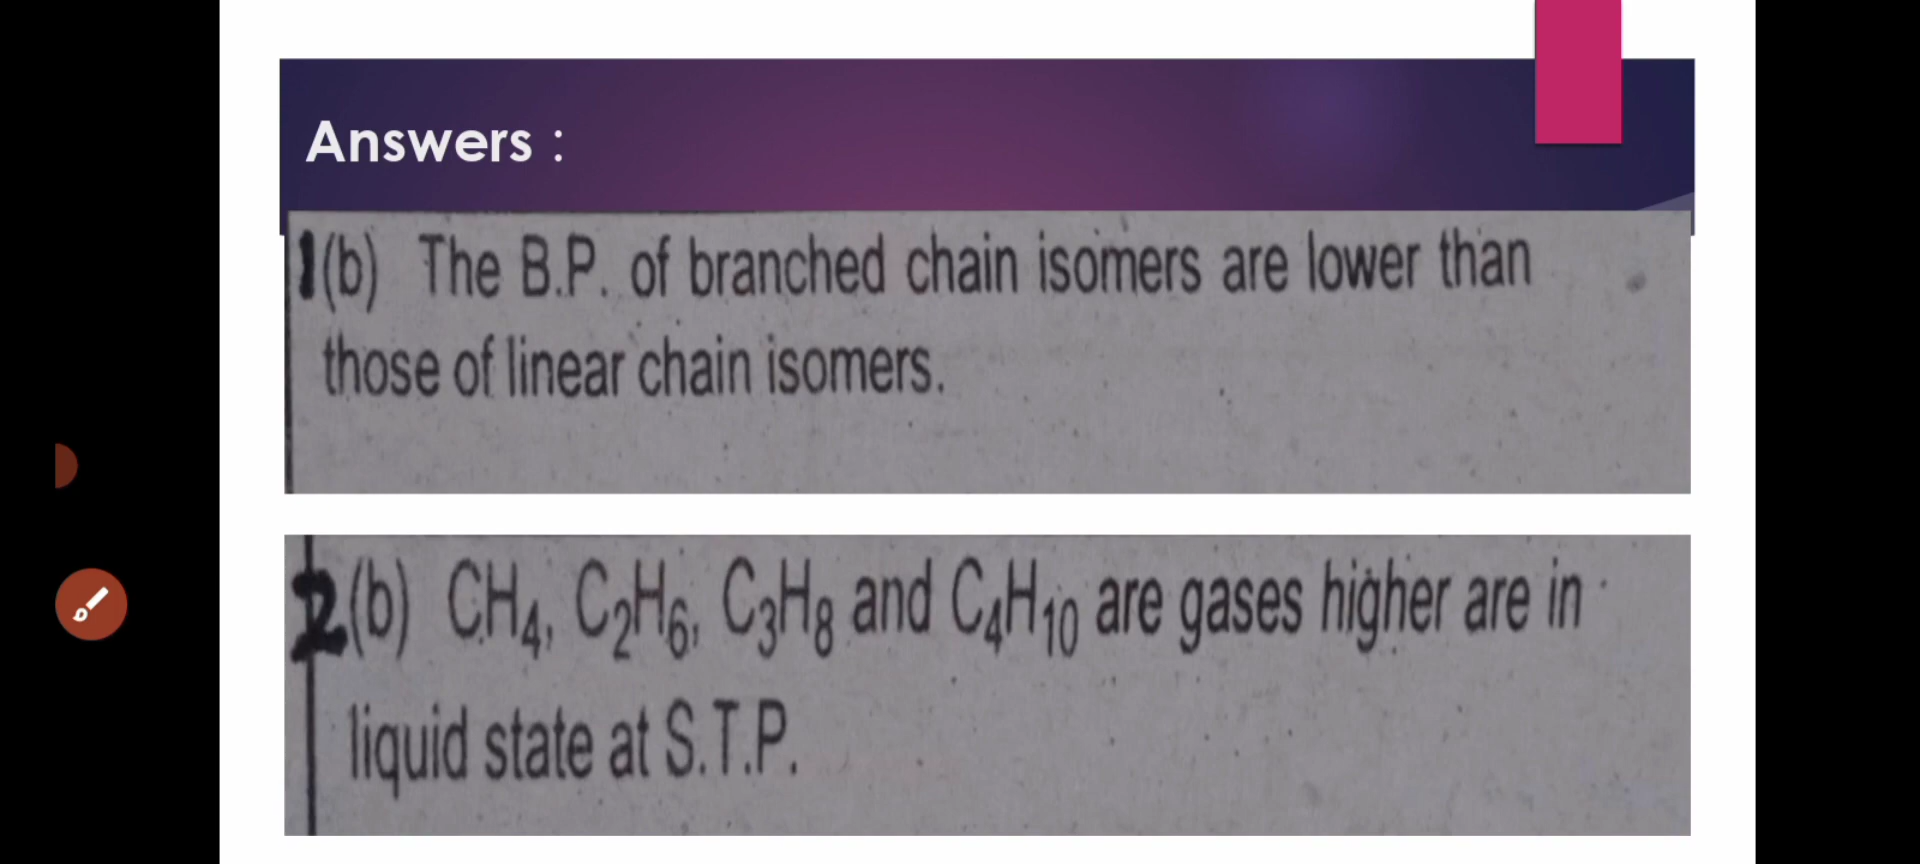 Answers :
1(b) The B.P. of branched chain isomers are lower than
those of linear chain isomers.
2(b) CH₄, C₂H₆, C₃H₈ and C₄H₁₀ are gases higher are in
liquid state at S.T.P.